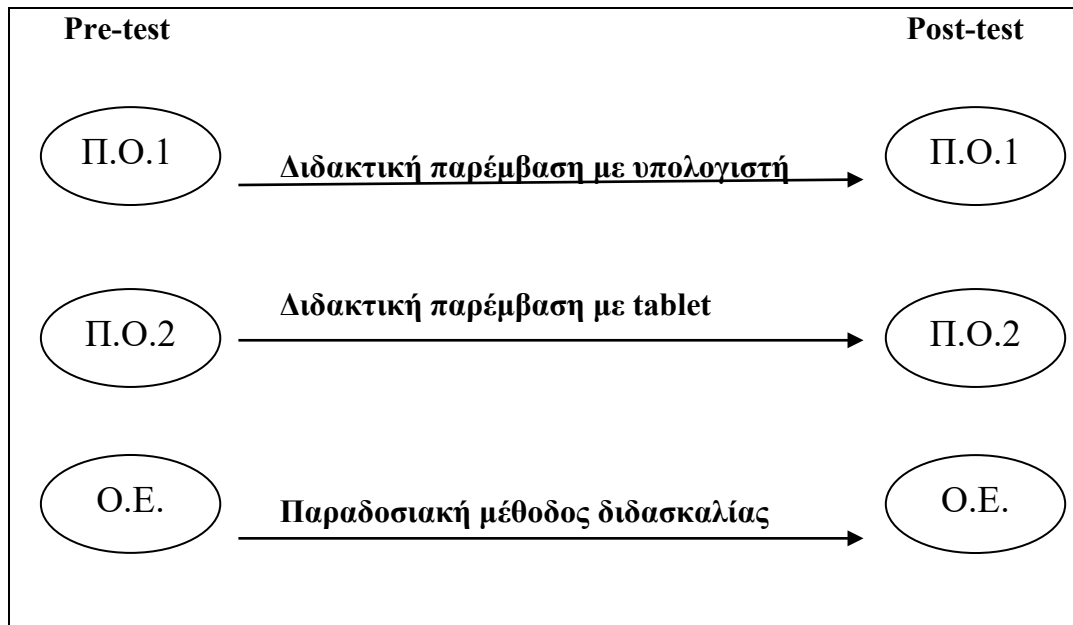 Pre-test Post-test
Π.Ο.1 Διδακτική παρέμβαση με υπολογιστή Π.Ο.1
Π.Ο.2 Διδακτική παρέμβαση με tablet Π.Ο.2
Ο.Ε. Παραδοσιακή μέθοδος διδασκαλίας Ο.Ε.